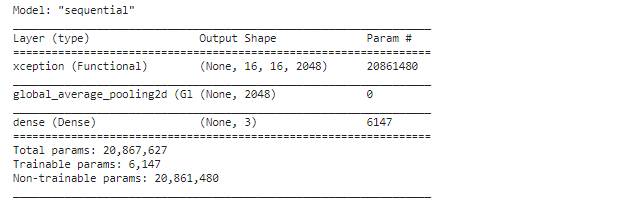 Model: "sequential"
_________________________________________________________________
Layer (type)                 Output Shape              Param #
=================================================================
xception (Functional)        (None, 16, 16, 2048)      20861480
_________________________________________________________________
global_average_pooling2d (Gl (None, 2048)              0
_________________________________________________________________
dense (Dense)                (None, 3)                 6147
=================================================================
Total params: 20,867,627
Trainable params: 6,147
Non-trainable params: 20,861,480
_________________________________________________________________